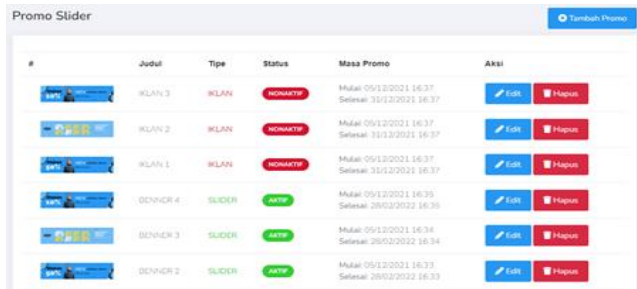 Promo Slider
Tambah Promo
# Judul Tipe Status Masa Promo Aksi
IKLAN 3 IKLAN NONAKTIF Mulai: 05/12/2021 16:37 Edit Hapus
Selesai: 31/12/2021 16:37
IKLAN 2 IKLAN NONAKTIF Mulai: 05/12/2021 16:37 Edit Hapus
Selesai: 31/12/2021 16:37
IKLAN 1 IKLAN NONAKTIF Mulai: 05/12/2021 16:37 Edit Hapus
Selesai: 31/12/2021 16:37
BENNER 4 SLIDER AKTIF Mulai: 05/12/2021 16:35 Edit Hapus
Selesai: 28/02/2022 16:35
BENNER 3 SLIDER AKTIF Mulai: 05/12/2021 16:34 Edit Hapus
Selesai: 28/02/2022 16:34
BENNER 2 SLIDER AKTIF Mulai: 05/12/2021 16:33 Edit Hapus
Selesai: 28/02/2022 16:33